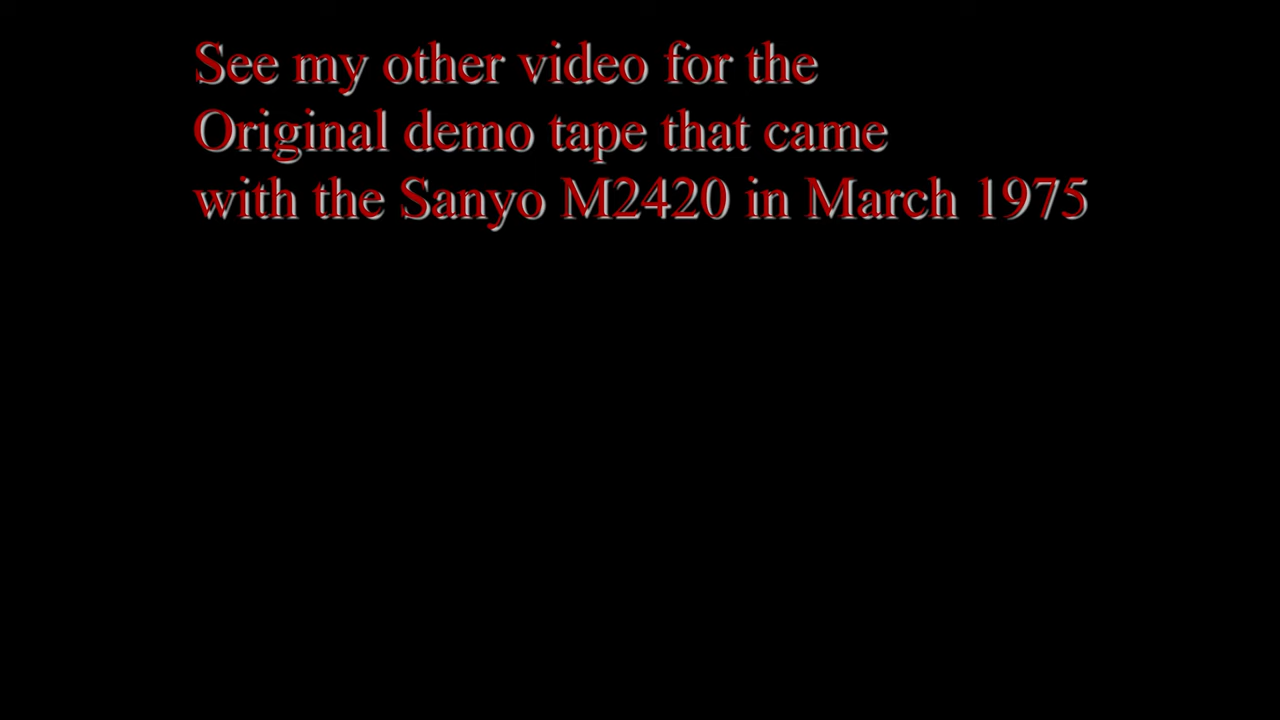 See my other video for the
Original demo tape that came
with the Sanyo M2420 in March 1975